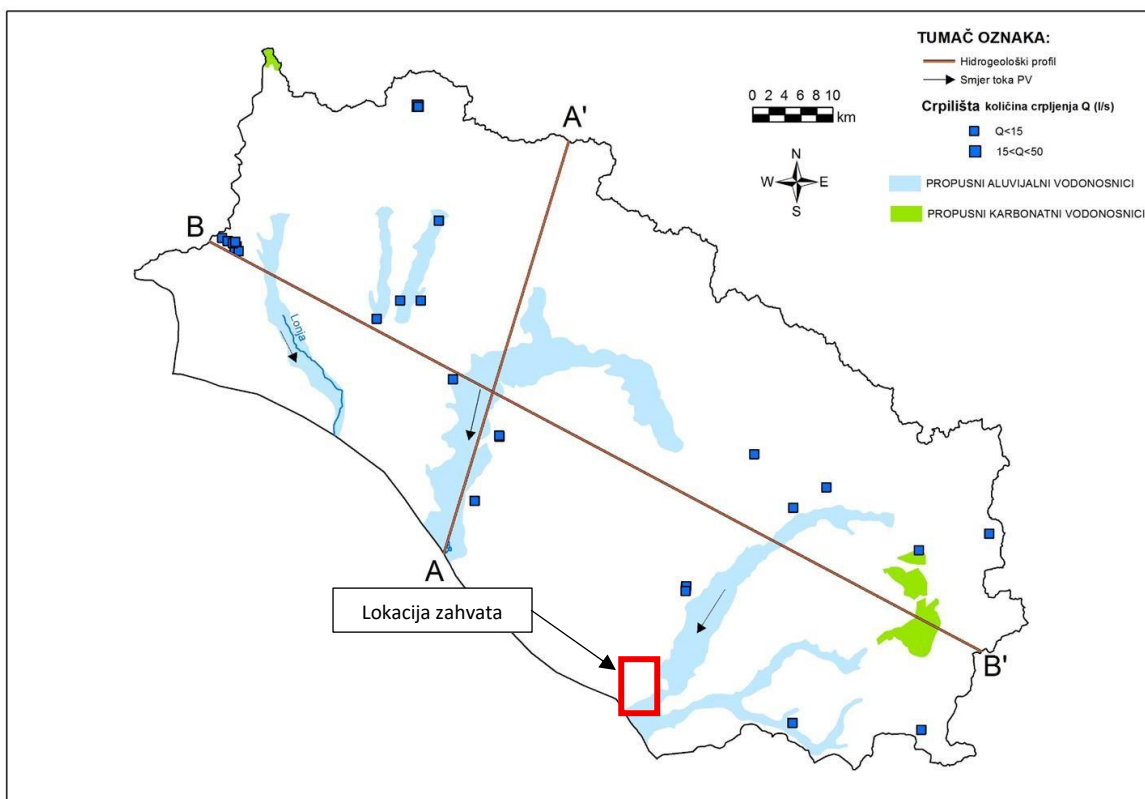 TUMAČ OZNAKA:
Hidrogeološki profil
Smjer toka PV
Crpilišta količina crpljenja Q (l/s)
Q<15
15<Q<50
PROPUSNI ALUVIJALNI VODONOSNICI
PROPUSNI KARBONATNI VODONOSNICI
0 2 4 6 8 10
km
N
W E
S
A'
B
Lonja
A
Lokacija zahvata
B'